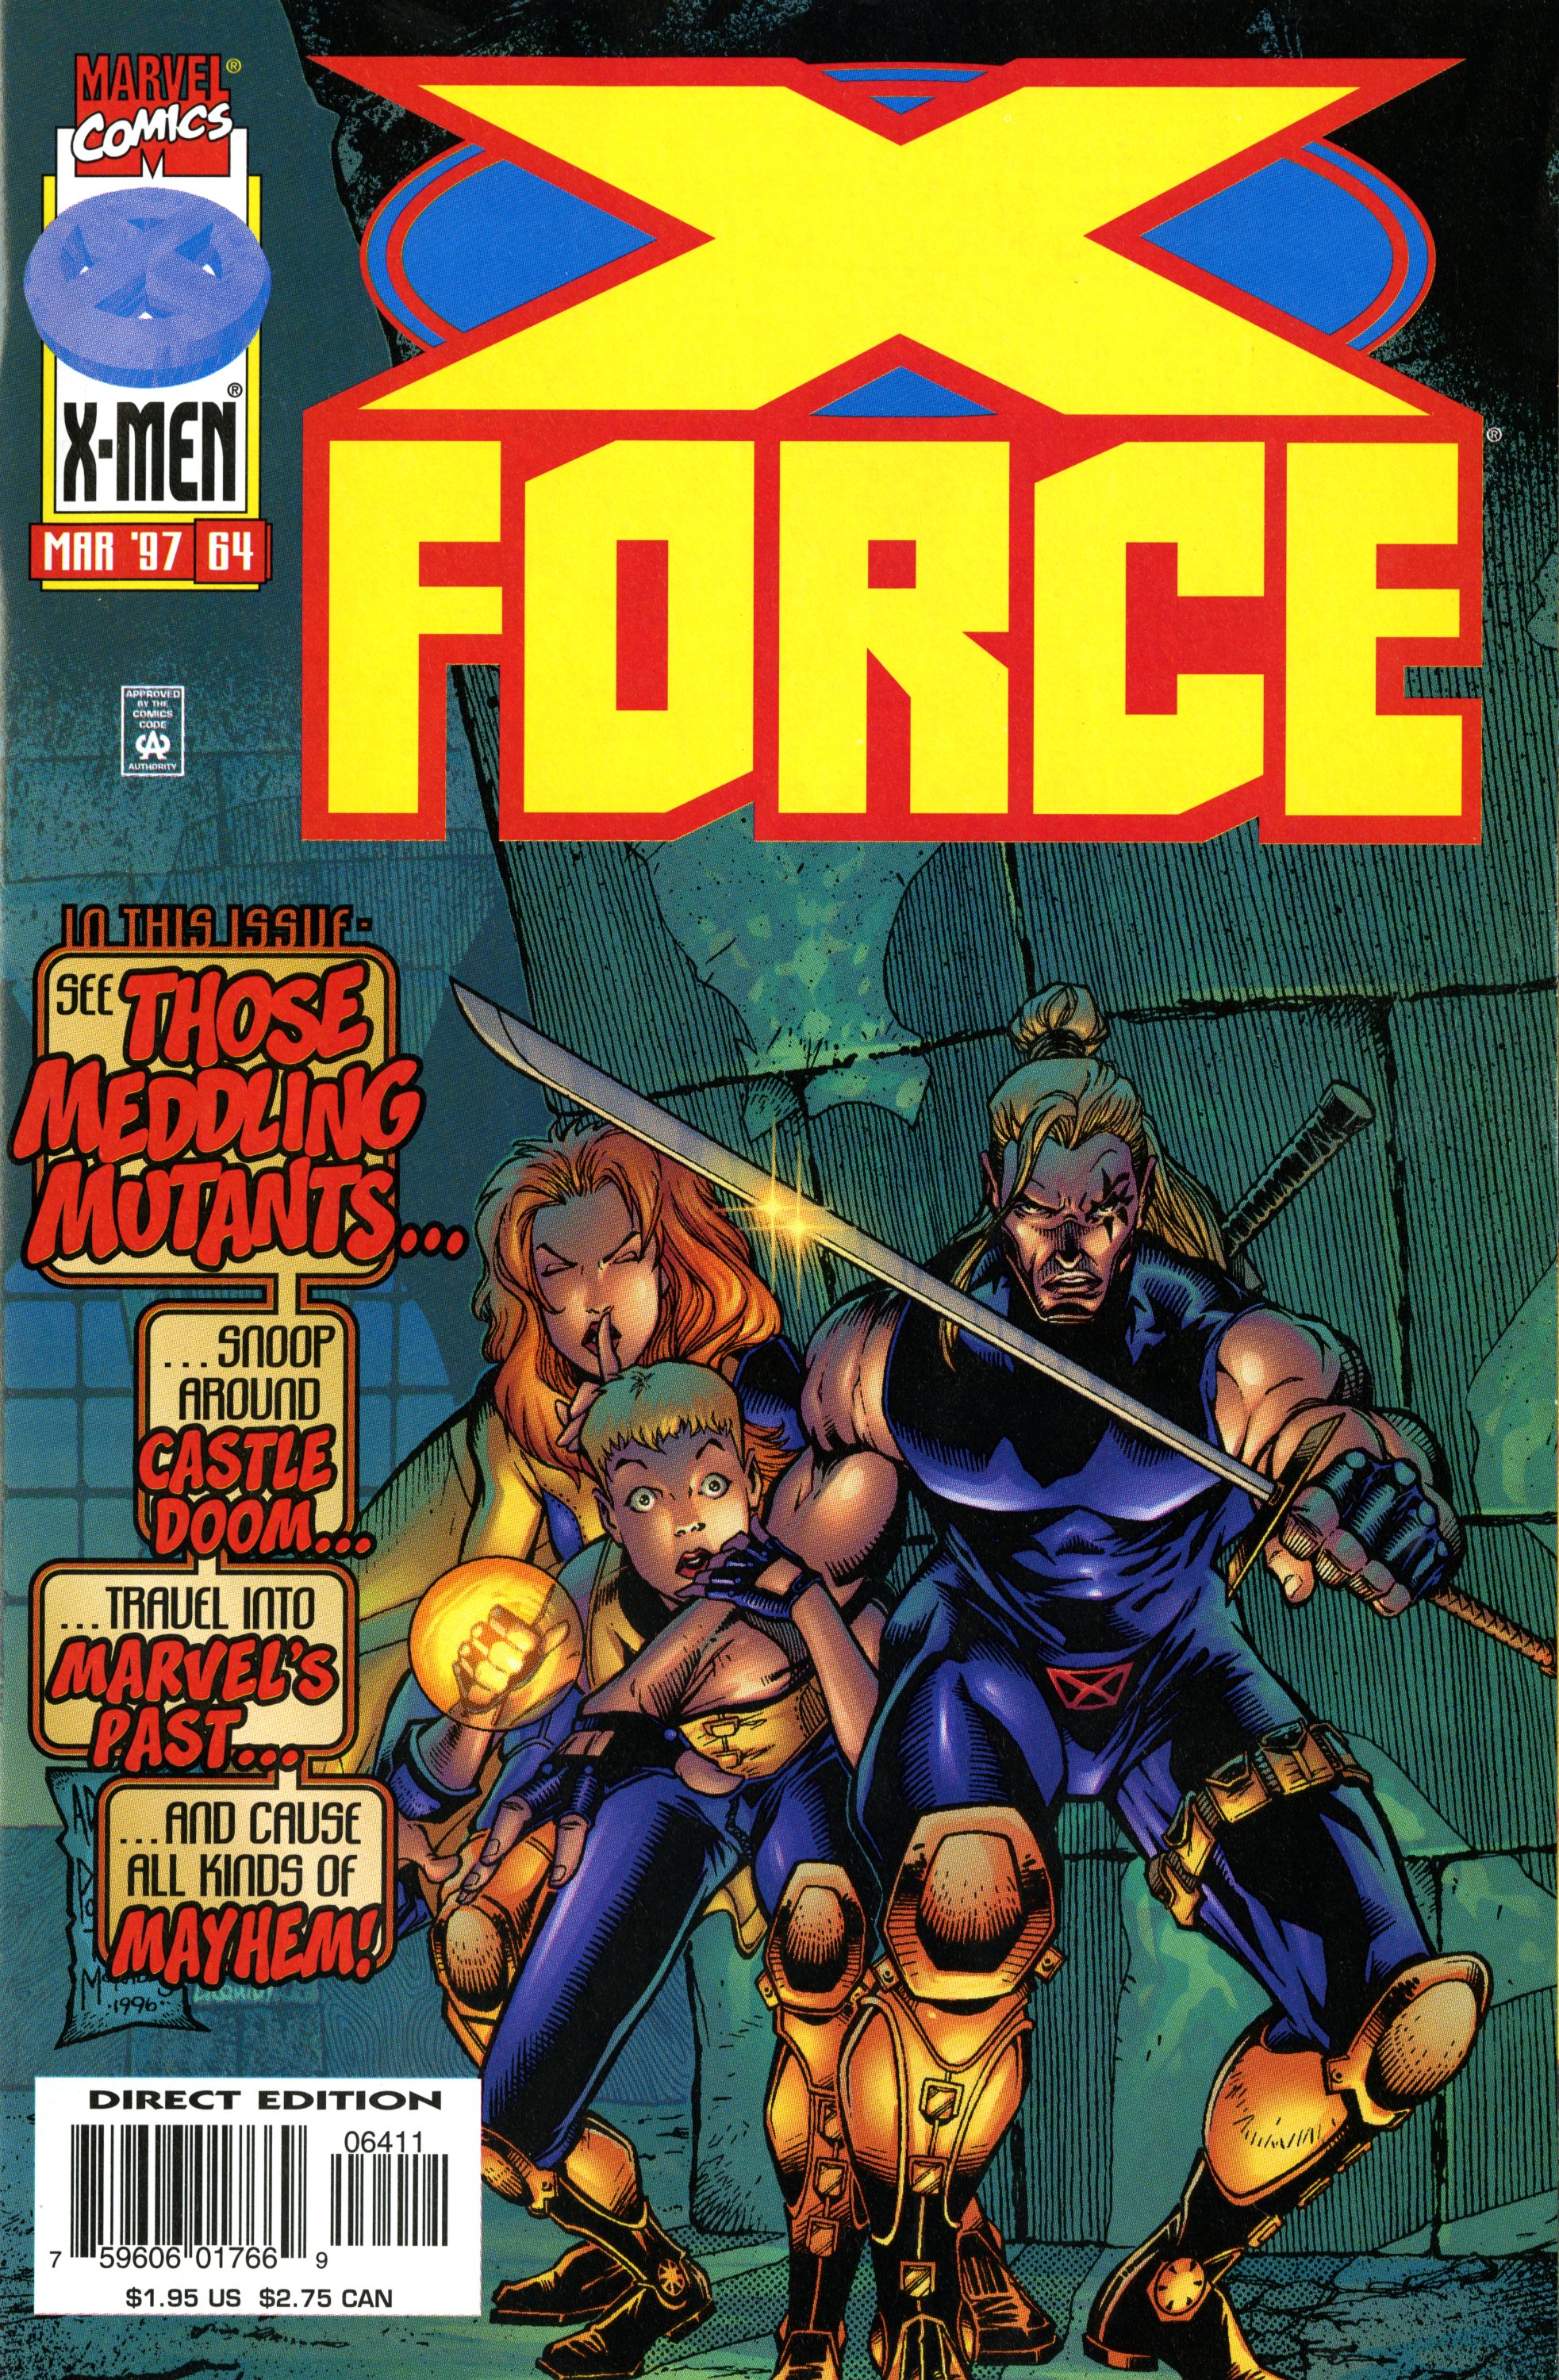 MARVEL®
COMICS
X-MEN®
MAR '97 64
X
FORCE®
APPROVED
BY THE
COMICS
CODE
CA
AUTHORITY
IN THIS ISSUE-
SEE THOSE
MEDDLING
MUTANTS...
...SNOOP
AROUND
CASTLE
DOOM...
...TRAVEL INTO
MARVEL'S
PAST...
...AND CAUSE
ALL KINDS OF
MAYHEM!
·1996·
DIRECT EDITION
06411
7 59606 01766 9
$1.95 US $2.75 CAN